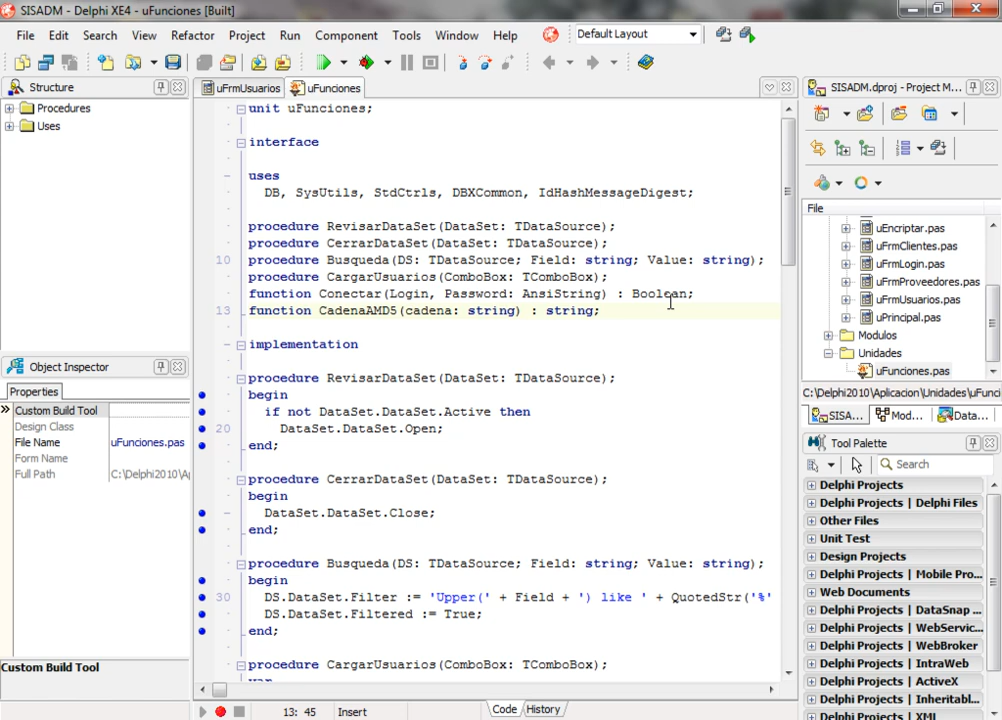 SISADM - Delphi XE4 - uFunciones [Built]
File Edit Search View Refactor Project Run Component Tools Window Help
Default Layout
Structure
Procedures
Uses
Object Inspector
Properties
Custom Build Tool
Design Class
File Name uFunciones.pas
Form Name
Full Path C:\Delphi2010\A
Custom Build Tool
uFrmUsuarios uFunciones
unit uFunciones;
interface
uses
DB, SysUtils, StdCtrls, DBXCommon, IdHashMessageDigest;
procedure RevisarDataSet(DataSet: TDataSource);
procedure CerrarDataSet(DataSet: TDataSource);
10 procedure Busqueda(DS: TDataSource; Field: string; Value: string);
procedure CargarUsuarios(ComboBox: TComboBox);
function Conectar(Login, Password: AnsiString) : Boolean;
13 function CadenaAMD5(cadena: string) : string;
implementation
procedure RevisarDataSet(DataSet: TDataSource);
begin
if not DataSet.DataSet.Active then
20 DataSet.DataSet.Open;
end;
procedure CerrarDataSet(DataSet: TDataSource);
begin
DataSet.DataSet.Close;
end;
procedure Busqueda(DS: TDataSource; Field: string; Value: string);
begin
30 DS.DataSet.Filter := 'Upper(' + Field + ') like ' + QuotedStr('%'
DS.DataSet.Filtered := True;
end;
procedure CargarUsuarios(ComboBox: TComboBox);
var
13: 45 Insert Code History
SISADM.dproj - Project M...
File
uEncriptar.pas
uFrmClientes.pas
uFrmLogin.pas
uFrmProveedores.pas
uFrmUsuarios.pas
uPrincipal.pas
Modulos
Unidades
uFunciones.pas
C:\Delphi2010\Aplicacion\Unidades\uFunci
SISA... Mod... Data...
Tool Palette
Search
Delphi Projects
Delphi Projects | Delphi Files
Other Files
Unit Test
Design Projects
Delphi Projects | Mobile Pro...
Web Documents
Delphi Projects | DataSnap
Delphi Projects | WebServic...
Delphi Projects | WebBroker
Delphi Projects | IntraWeb
Delphi Projects | ActiveX
Delphi Projects | Inheritabl...
Delphi Projects | XML